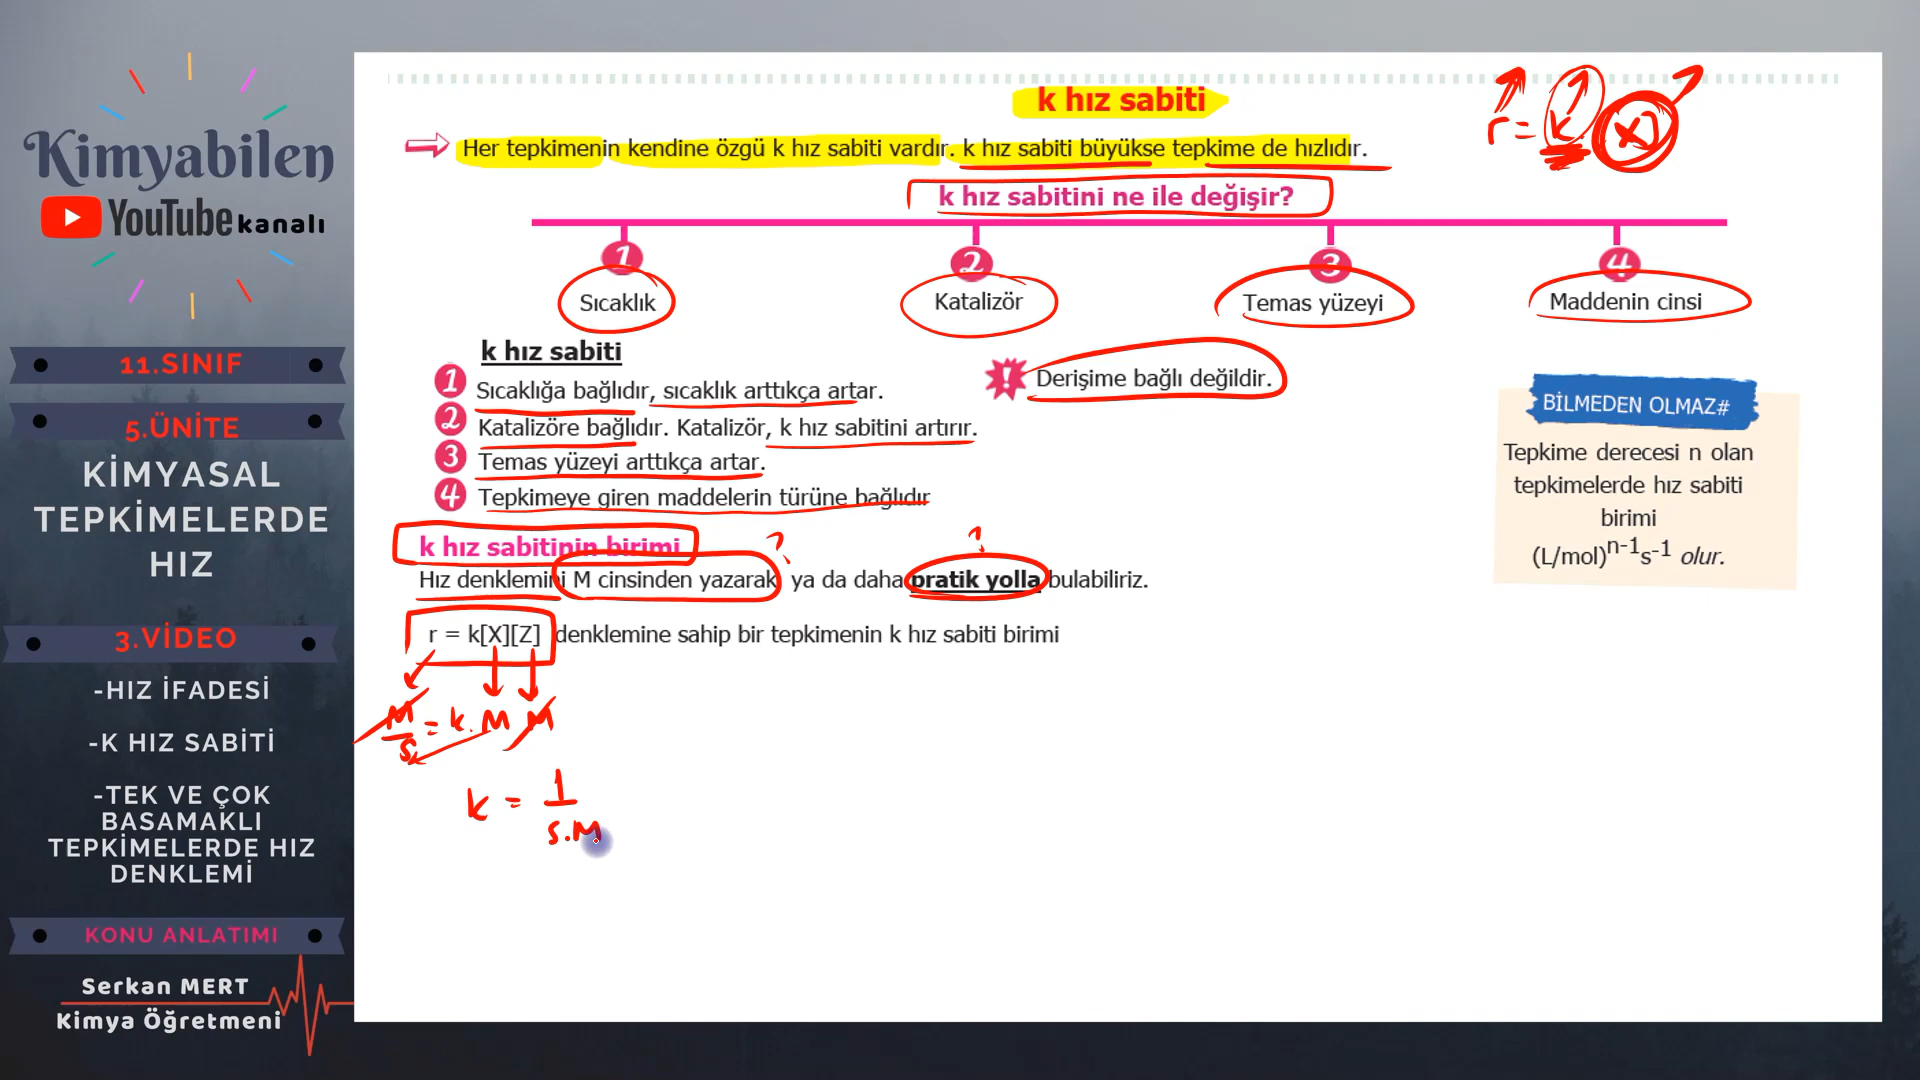 Kimyabilen
YouTube kanalı
11.SINIF
5.ÜNİTE
KİMYASAL
TEPKİMELERDE
HIZ
3.VİDEO
-HIZ İFADESİ
-K HIZ SABİTİ
-TEK VE ÇOK
BASAMAKLI
TEPKİMELERDE HIZ
DENKLEMİ
KONU ANLATIMI
Serkan MERT
Kimya Öğretmeni
k hız sabiti
r = k. [X]
Her tepkimenin kendine özgü k hız sabiti vardır. k hız sabiti büyükse tepkime de hızlıdır.
k hız sabitini ne ile değişir?
1 2 3 4
Sıcaklık Katalizör Temas yüzeyi Maddenin cinsi
k hız sabiti
1 Sıcaklığa bağlıdır, sıcaklık arttıkça artar.
! Derişime bağlı değildir.
2 Katalizöre bağlıdır. Katalizör, k hız sabitini artırır.
3 Temas yüzeyi arttıkça artar.
4 Tepkimeye giren maddelerin türüne bağlıdır
BİLMEDEN OLMAZ#
Tepkime derecesi n olan
tepkimelerde hız sabiti
birimi
(L/mol)n-1s-1 olur.
k hız sabitinin birimi
Hız denklemini M cinsinden yazarak ya da daha pratik yolla bulabiliriz.
r = k[X][Z] denklemine sahip bir tepkimenin k hız sabiti birimi
M/s = k. M M
k = 1/s.M